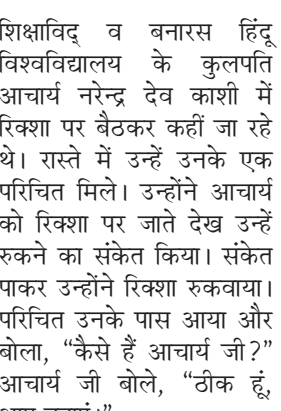 शिक्षाविद् व बनारस हिंदू
विश्वविद्यालय के कुलपति
आचार्य नरेन्द्र देव काशी में
रिक्शा पर बैठकर कहीं जा रहे
थे। रास्ते में उन्हें उनके एक
परिचित मिले। उन्होंने आचार्य
को रिक्शा पर जाते देख उन्हें
रुकने का संकेत किया। संकेत
पाकर उन्होंने रिक्शा रुकवाया।
परिचित उनके पास आया और
बोला, “कैसे हैं आचार्य जी?”
आचार्य जी बोले, “ठीक हूं,